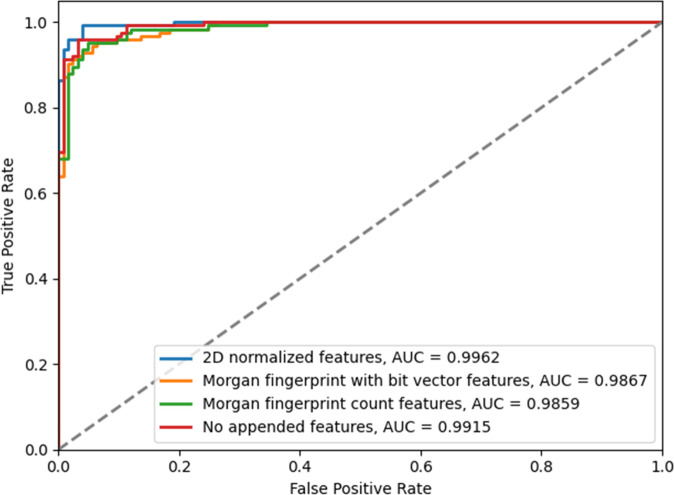 1.0
0.8
0.6
0.4
0.2
0.0
True Positive Rate
2D normalized features, AUC = 0.9962
Morgan fingerprint with bit vector features, AUC = 0.9867
Morgan fingerprint count features, AUC = 0.9859
No appended features, AUC = 0.9915
0.0 0.2 0.4 0.6 0.8 1.0
False Positive Rate